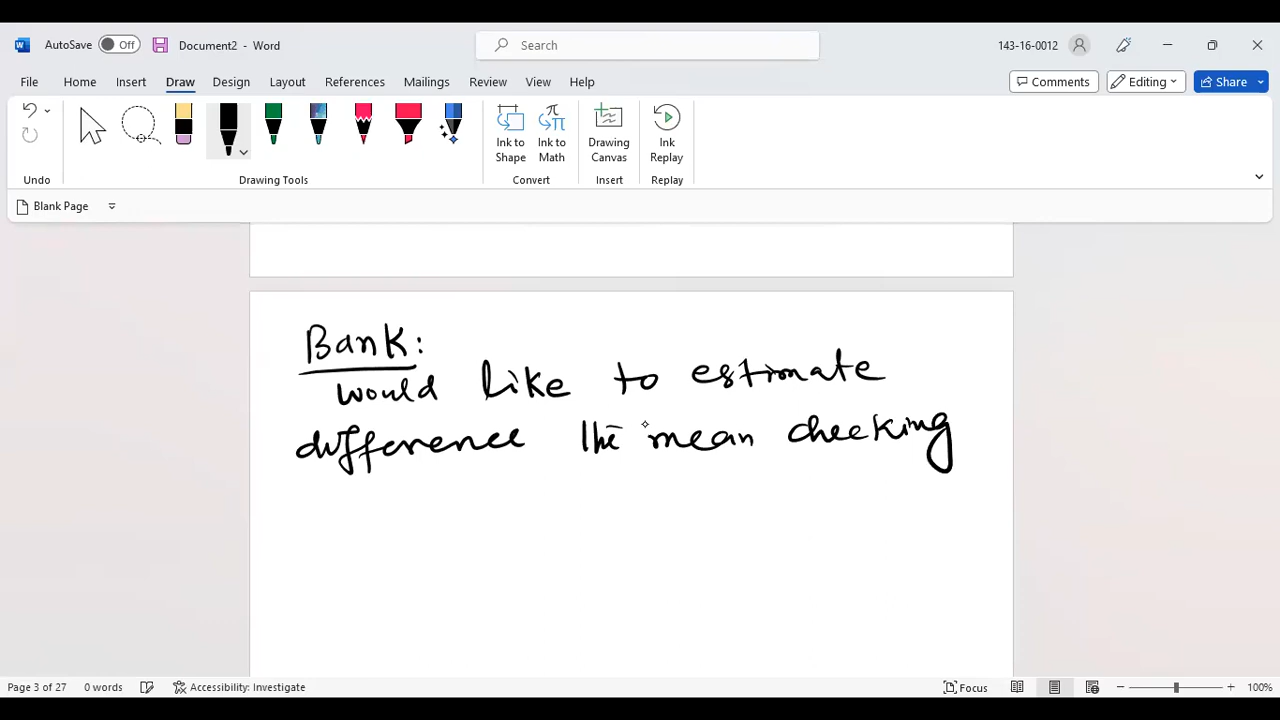 AutoSave Off Document2 - Word Search 143-16-0012
File Home Insert Draw Design Layout References Mailings Review View Help Comments Editing Share
Ink to Shape Ink to Math Drawing Canvas Ink Replay
Undo Drawing Tools Convert Insert Replay
Blank Page
Bank:
would like to estimate
difference the mean checking
Page 3 of 27 0 words Accessibility: Investigate Focus 100%